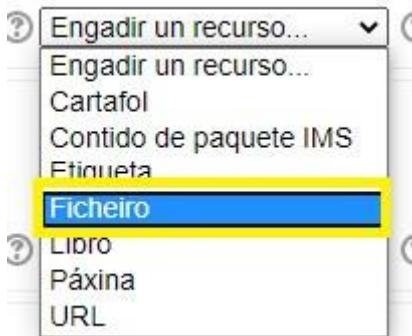 Engadir un recurso...
Engadir un recurso...
Cartafol
Contido de paquete IMS
Etiqueta
Ficheiro
Libro
Páxina
URL